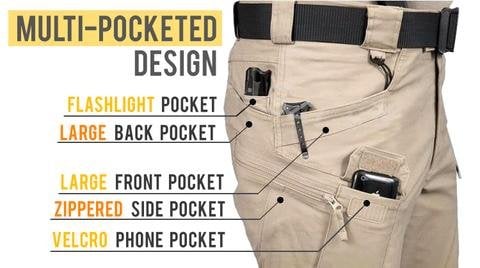 MULTI-POCKETED
DESIGN
FLASHLIGHT POCKET
LARGE BACK POCKET
LARGE FRONT POCKET
ZIPPERED SIDE POCKET
VELCRO PHONE POCKET